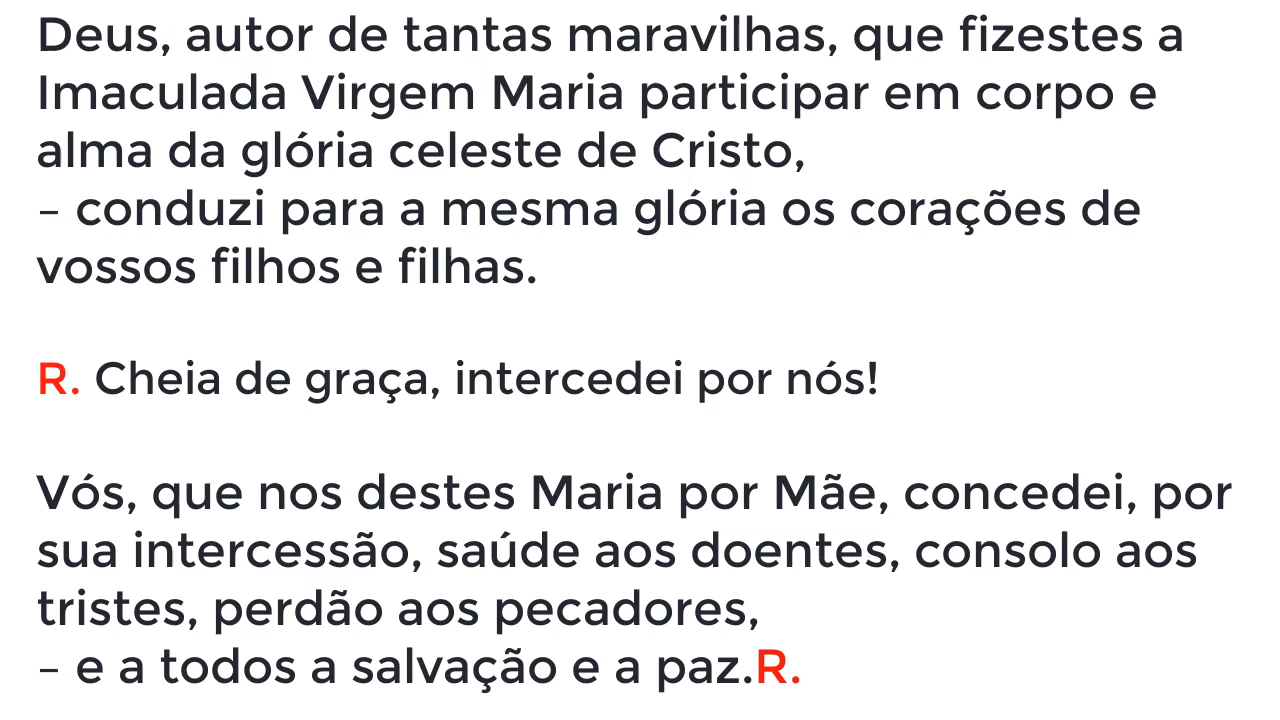 Deus, autor de tantas maravilhas, que fizestes a
Imaculada Virgem Maria participar em corpo e
alma da glória celeste de Cristo,
– conduzi para a mesma glória os corações de
vossos filhos e filhas.
R. Cheia de graça, intercedei por nós!
Vós, que nos destes Maria por Mãe, concedei, por
sua intercessão, saúde aos doentes, consolo aos
tristes, perdão aos pecadores,
– e a todos a salvação e a paz.R.